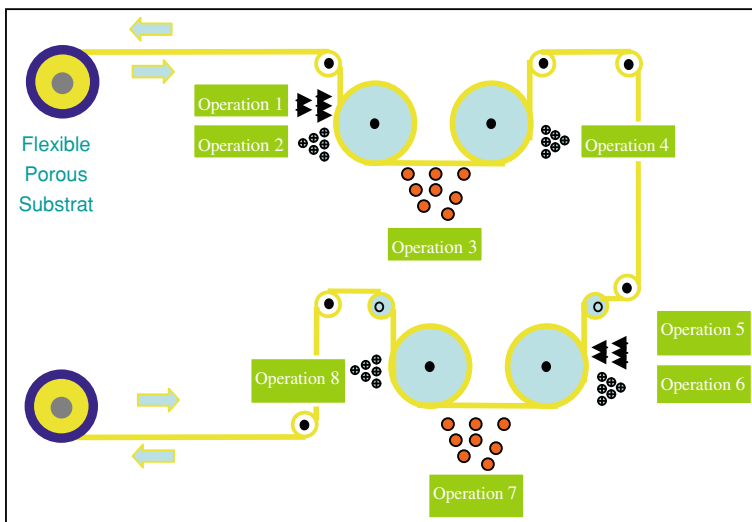 Operation 1
Operation 2
Operation 4
Flexible
Porous
Substrat
Operation 3
Operation 5
Operation 8
Operation 6
Operation 7